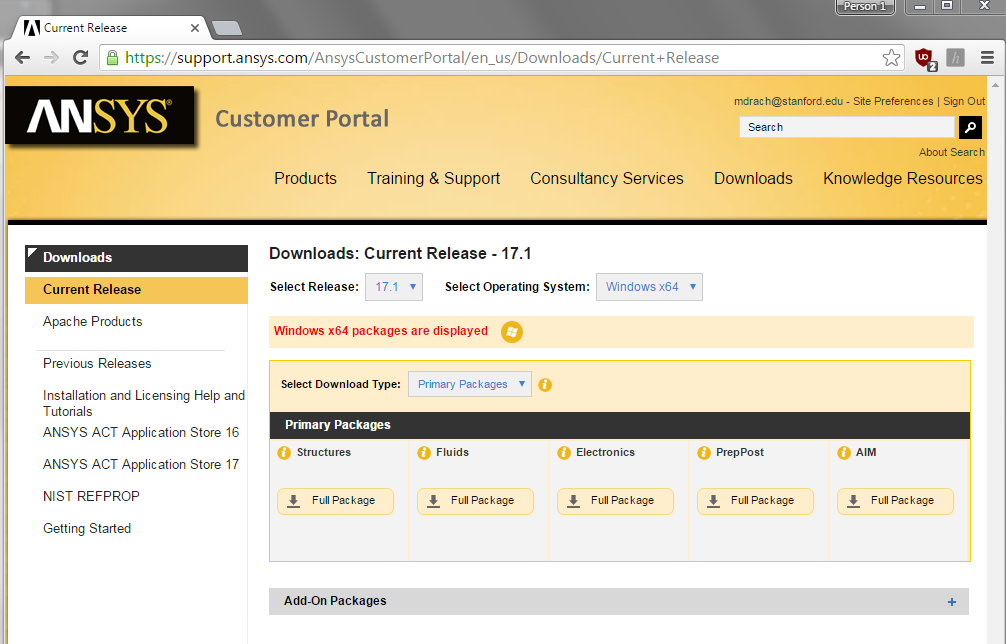 Person 1
Current Release
https://support.ansys.com/AnsysCustomerPortal/en_us/Downloads/Current+Release
2
ANSYS®
Customer Portal
mdrach@stanford.edu - Site Preferences | Sign Out
Search
About Search
Products Training & Support Consultancy Services Downloads Knowledge Resources
Downloads
Current Release
Apache Products
Previous Releases
Installation and Licensing Help and
Tutorials
ANSYS ACT Application Store 16
ANSYS ACT Application Store 17
NIST REFPROP
Getting Started
Downloads: Current Release - 17.1
Select Release: 17.1 Select Operating System: Windows x64
Windows x64 packages are displayed
Select Download Type: Primary Packages
Primary Packages
Structures Fluids Electronics PrepPost AIM
Full Package Full Package Full Package Full Package Full Package
Add-On Packages +